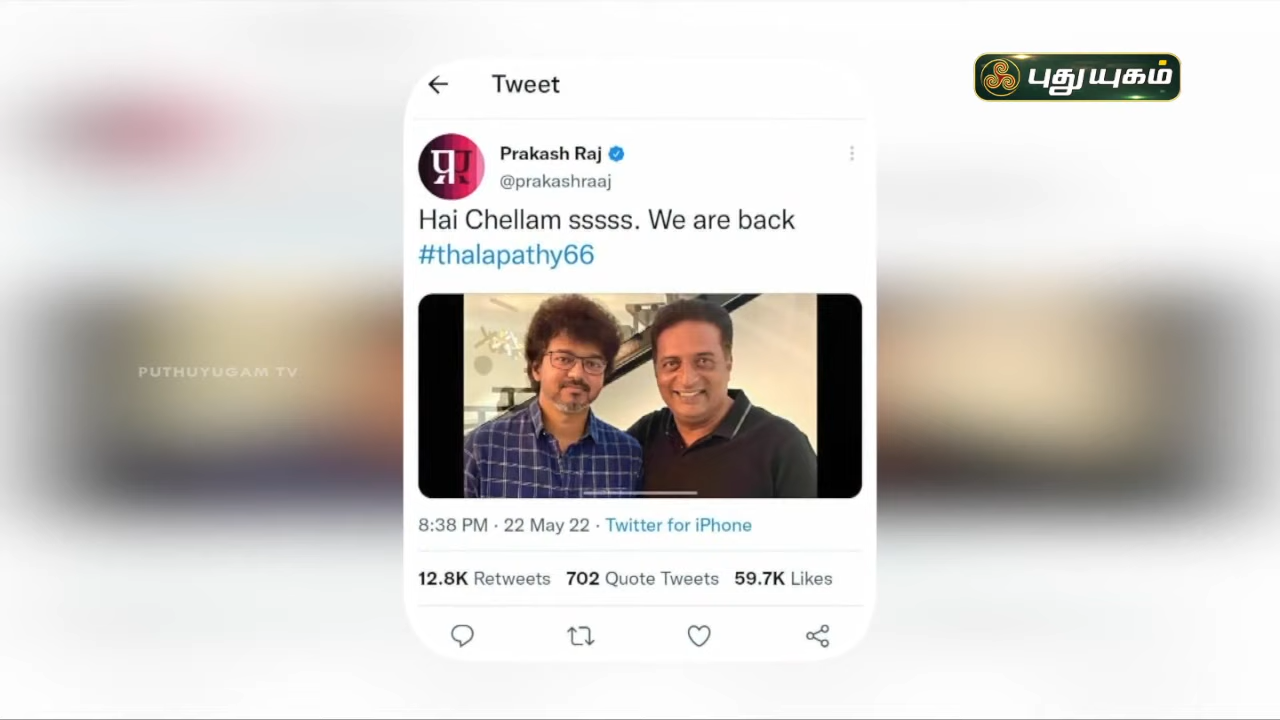 புதுயுகம்
Tweet
Prakash Raj
@prakashraaj
Hai Chellam sssss. We are back
#thalapathy66
PUTHUYUGAM TV
8:38 PM · 22 May 22 · Twitter for iPhone
12.8K Retweets 702 Quote Tweets 59.7K Likes